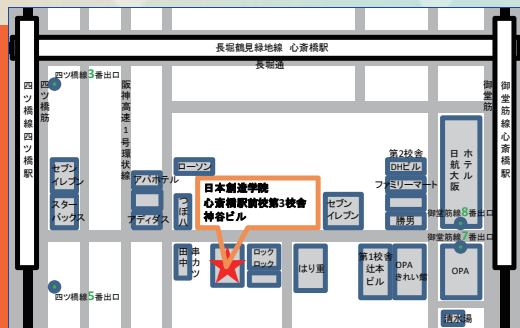 長堀鶴見緑地線 心斎橋駅
長堀通
四ツ橋線3番出口
四ツ橋線四ツ橋駅
四ツ橋筋
阪神高速1号環状線
御堂筋
御堂筋線心斎橋駅
セブン
イレブン
スター
バックス
アパホテル
アディダス
ローソン
つぼ八
日本創造学院
心斎橋駅前校第3校舎
神谷ビル
セブン
イレブン
第2校舎
DHビル
ファミリーマート
勝男
ホテル
日航大阪
御堂筋線8番出口
御堂筋線7番出口
串カツ
田中
ロック
ロック
はり重
第1校舎
辻本
ビル
OPA
きれい館
OPA
四ツ橋線5番出口
清水湯